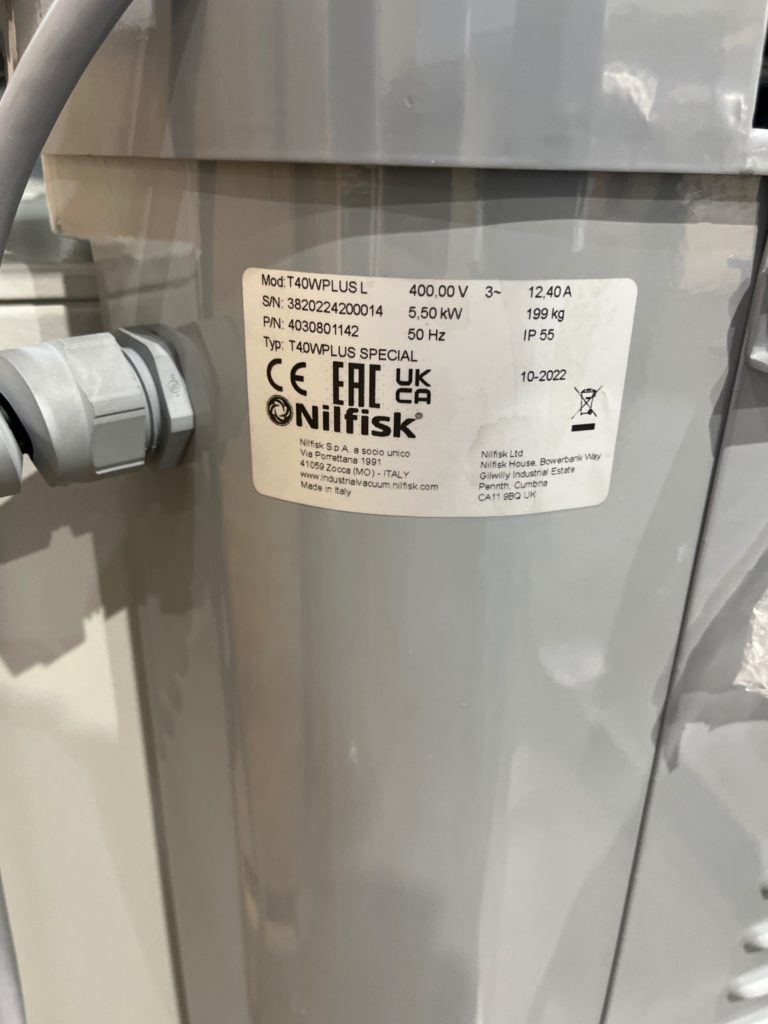 Mod: T40WPLUS L 400,00 V 3~ 12,40 A
S/N: 3820224200014 5,50 kW 199 kg
P/N: 4030801142 50 Hz IP 55
Typ: T40WPLUS SPECIAL
CE EAC UK CA 10-2022
Nilfisk®
Nilfisk S.p.A. a socio unico
Via Porrettana 1991
41059 Zocca (MO) - ITALY
www.industrialvacuum.nilfisk.com
Made in Italy
Nilfisk Ltd
Nilfisk House, Bowerbank Way
Gilwilly Industrial Estate
Penrith, Cumbria
CA11 9BQ UK